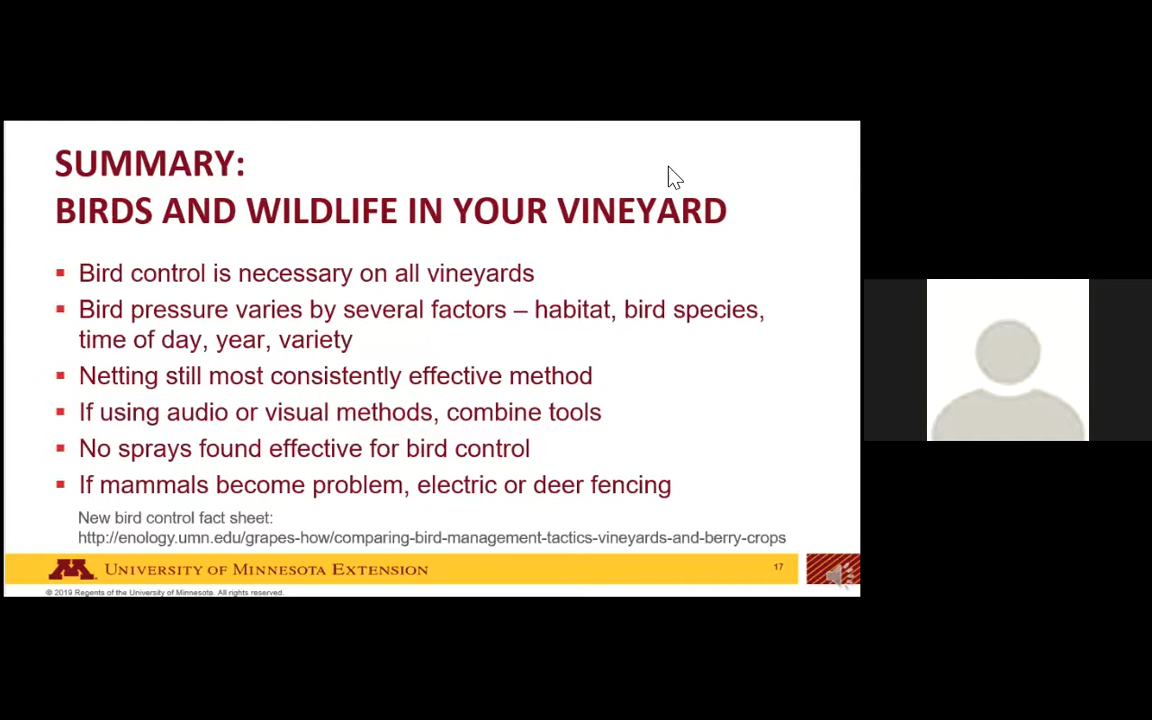 SUMMARY:
BIRDS AND WILDLIFE IN YOUR VINEYARD
▪ Bird control is necessary on all vineyards
▪ Bird pressure varies by several factors – habitat, bird species,
time of day, year, variety
▪ Netting still most consistently effective method
▪ If using audio or visual methods, combine tools
▪ No sprays found effective for bird control
▪ If mammals become problem, electric or deer fencing
New bird control fact sheet:
http://enology.umn.edu/grapes-how/comparing-bird-management-tactics-vineyards-and-berry-crops
M UNIVERSITY OF MINNESOTA EXTENSION
17
© 2019 Regents of the University of Minnesota. All rights reserved.